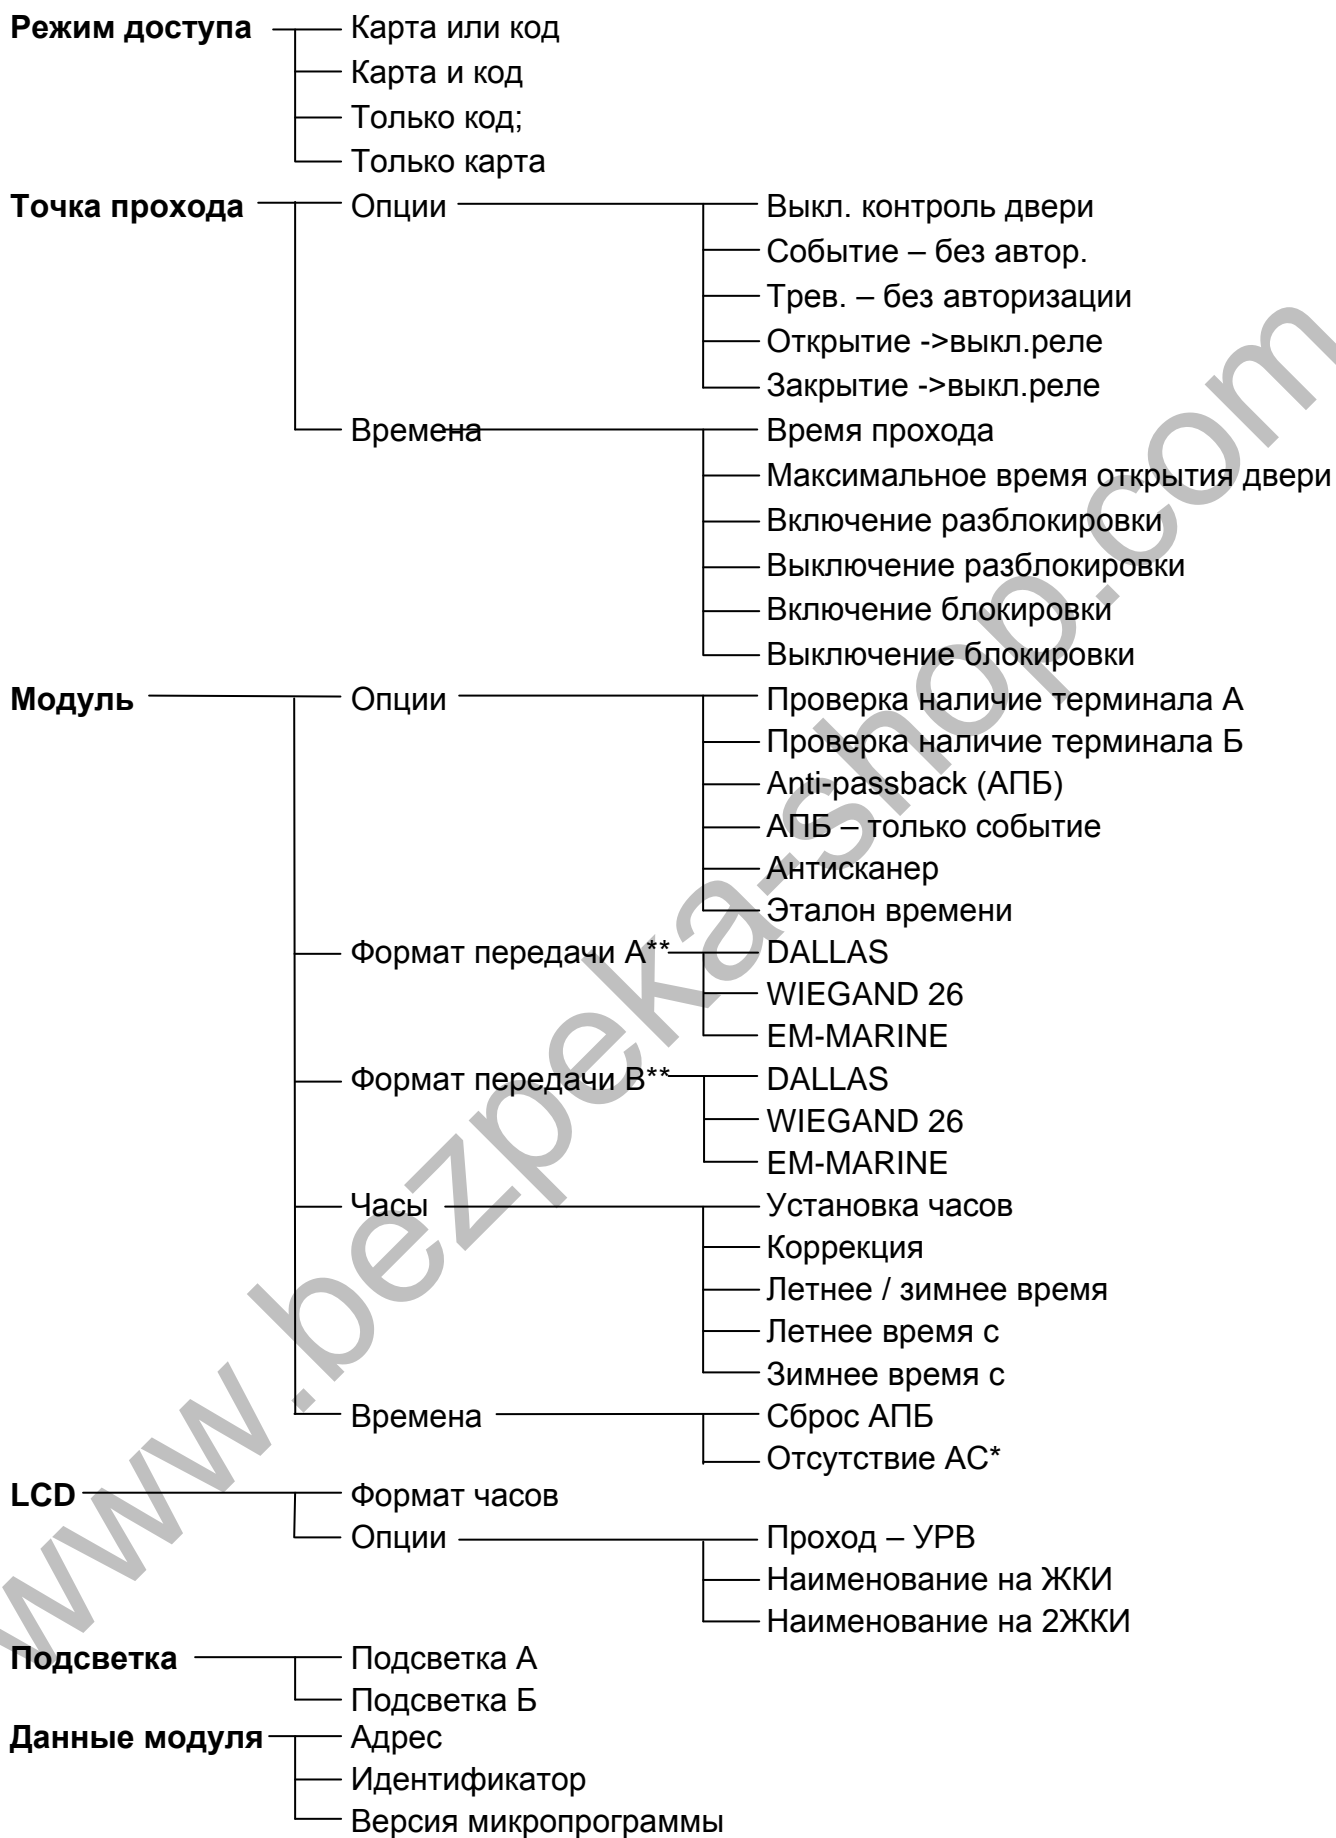 Режим доступа Карта или код
Карта и код
Только код;
Только карта
Точка прохода Опции Выкл. контроль двери
Событие – без автор.
Трев. – без авторизации
Открытие ->выкл.реле
Закрытие ->выкл.реле
Времена Время прохода
Максимальное время открытия двери
Включение разблокировки
Выключение разблокировки
Включение блокировки
Выключение блокировки
Модуль Опции Проверка наличие терминала А
Проверка наличие терминала Б
Anti-passback (АПБ)
АПБ – только событие
Антисканер
Эталон времени
Формат передачи А** DALLAS
WIEGAND 26
EM-MARINE
Формат передачи В** DALLAS
WIEGAND 26
EM-MARINE
Часы Установка часов
Коррекция
Летнее / зимнее время
Летнее время с
Зимнее время с
Времена Сброс АПБ
Отсутствие АС*
LCD Формат часов
Опции Проход – УРВ
Наименование на ЖКИ
Наименование на 2ЖКИ
Подсветка Подсветка А
Подсветка Б
Данные модуля Адрес
Идентификатор
Версия микропрограммы
www.bezpeka-shop.com